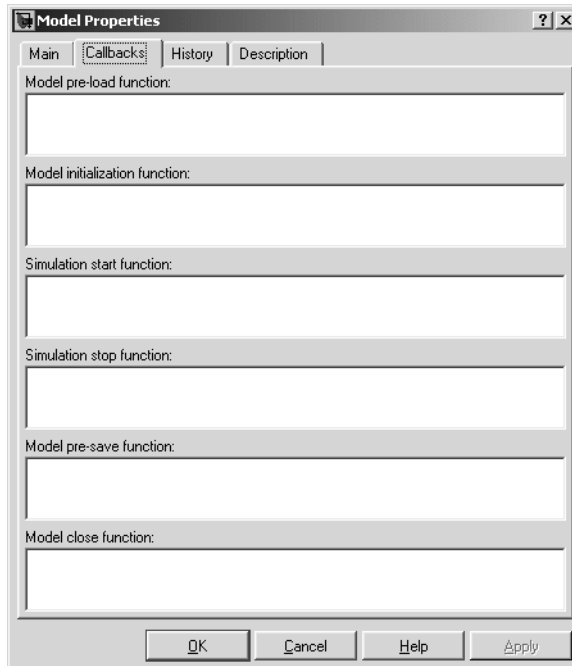 Model Properties
Main Callbacks History Description
Model pre-load function:
Model initialization function:
Simulation start function:
Simulation stop function:
Model pre-save function:
Model close function:
OK Cancel Help Apply